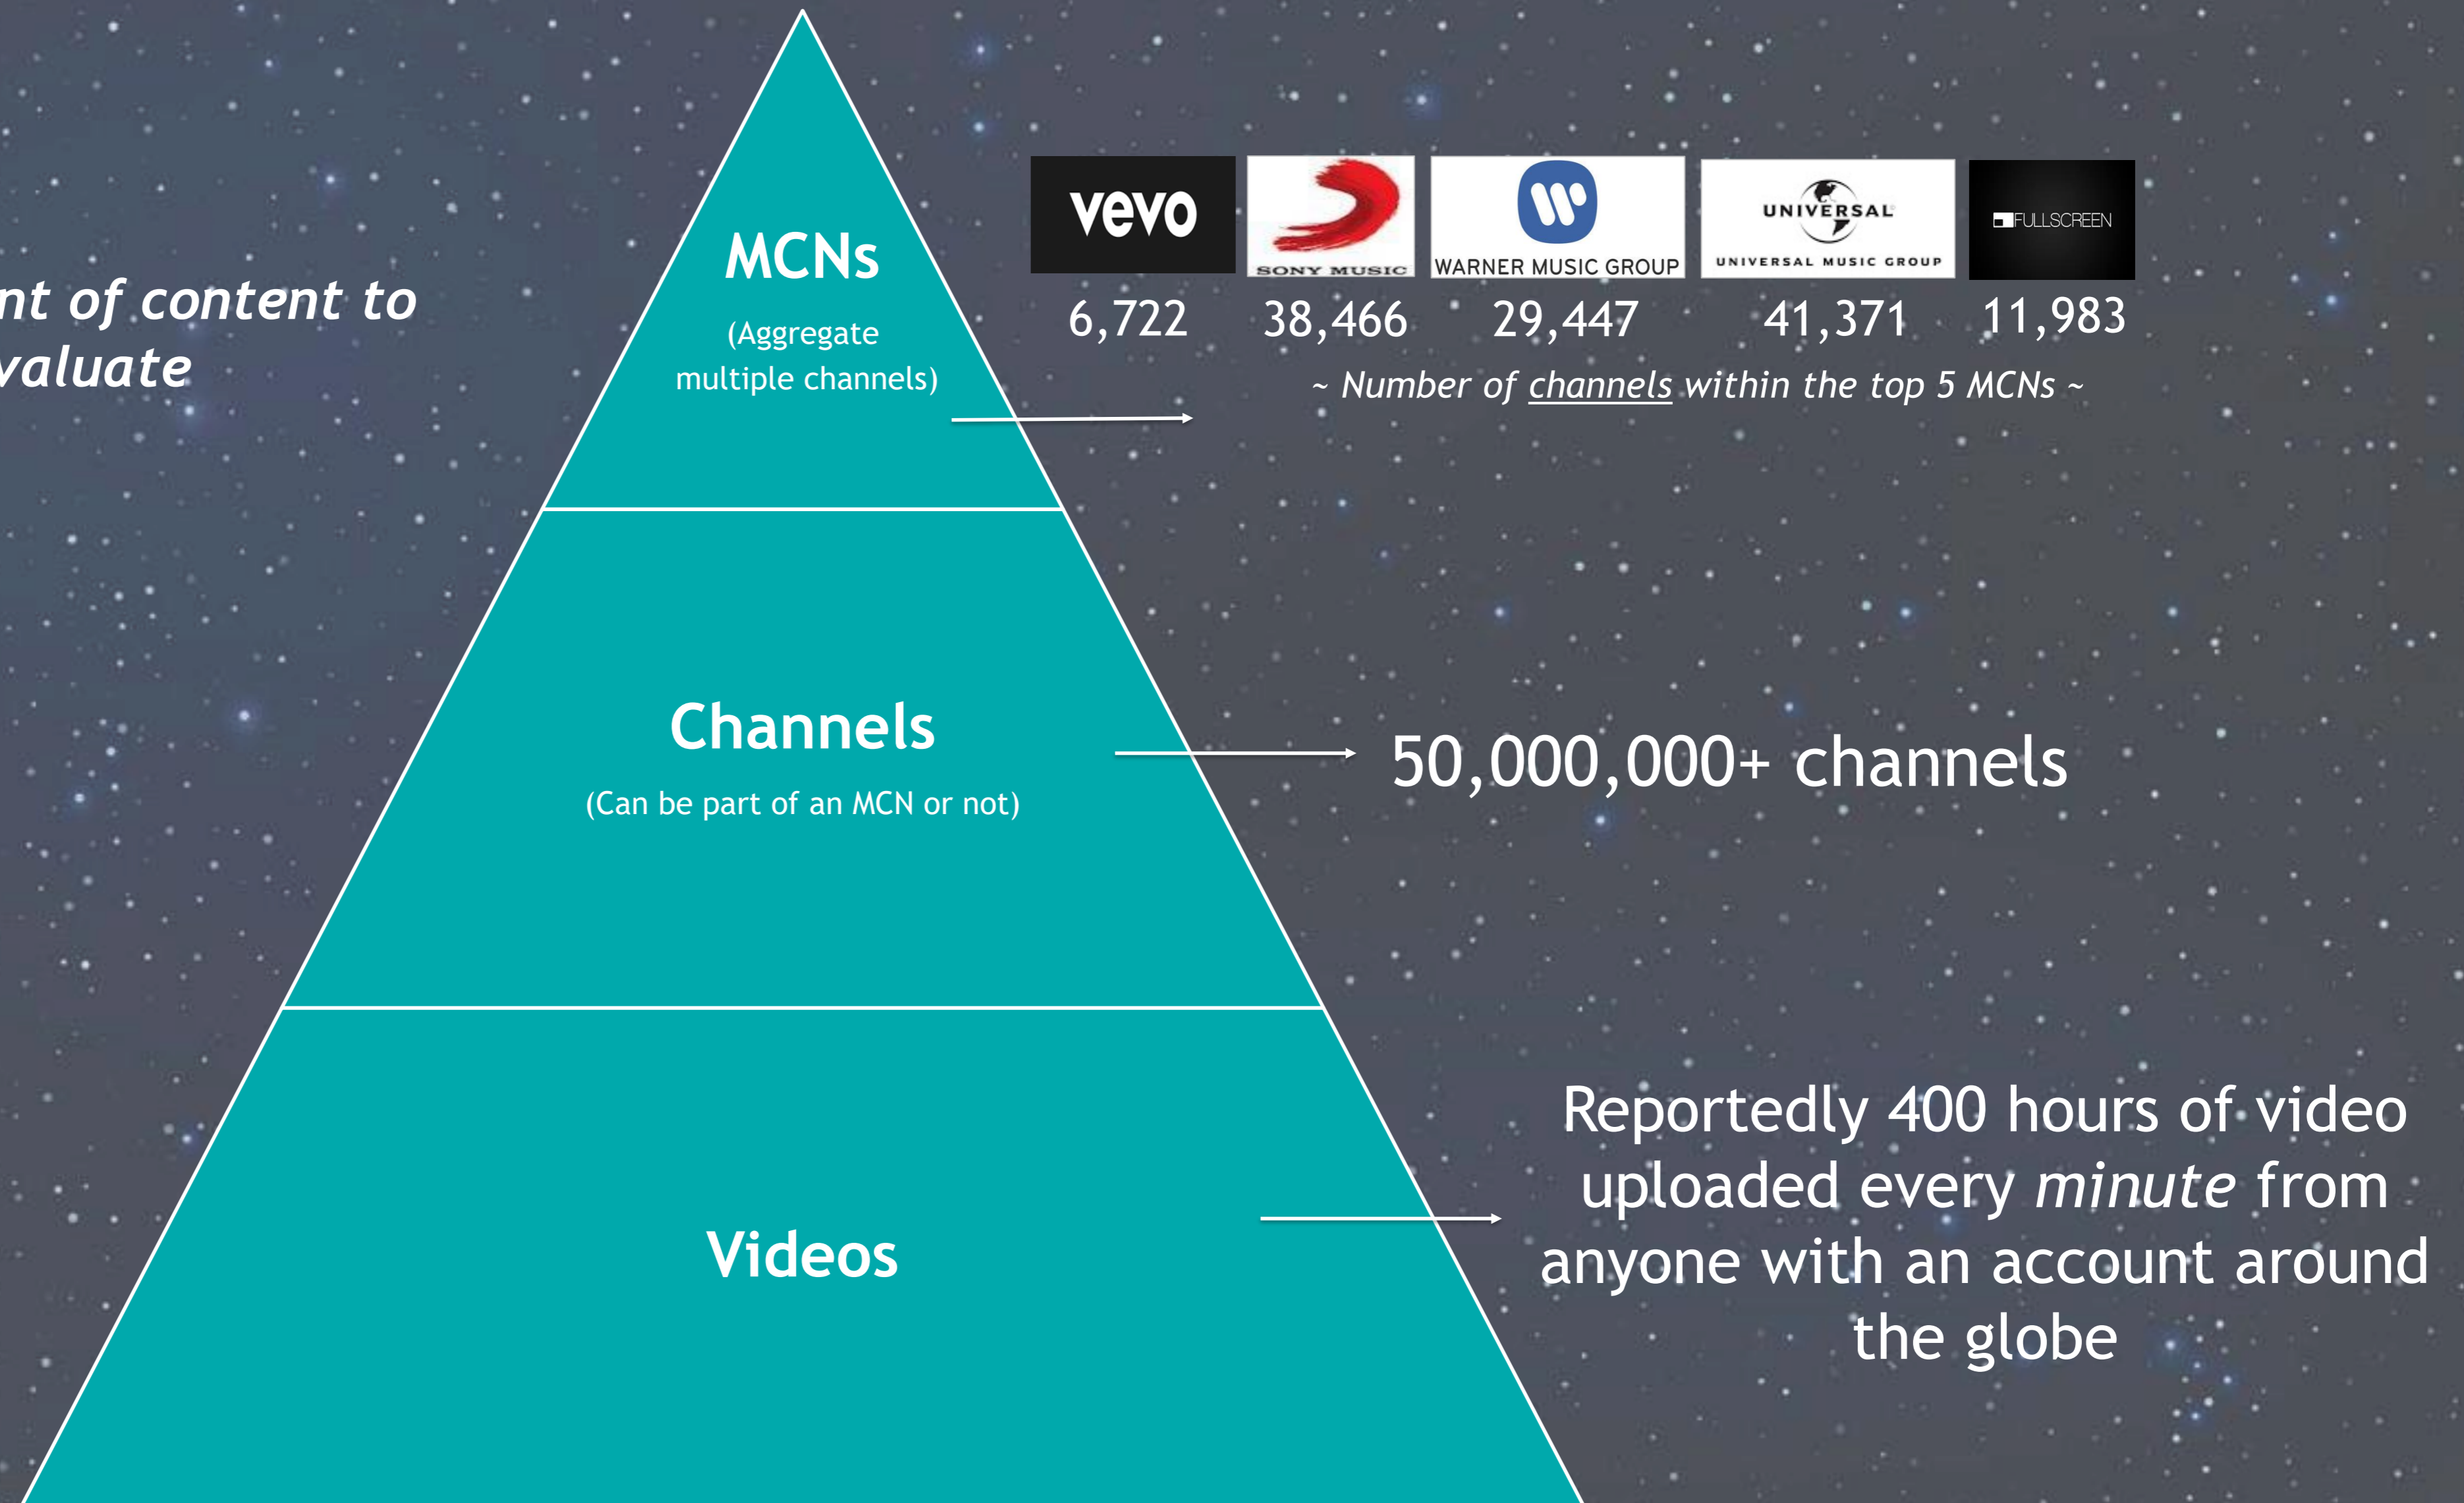 nt of content to
valuate
MCNs
(Aggregate
multiple channels)
vevo
SONY MUSIC
WARNER MUSIC GROUP
UNIVERSAL
UNIVERSAL MUSIC GROUP
FULLSCREEN
6,722 38,466 29,447 41,371 11,983
~ Number of channels within the top 5 MCNs ~
Channels
(Can be part of an MCN or not)
50,000,000+ channels
Videos
Reportedly 400 hours of video
uploaded every minute from
anyone with an account around
the globe